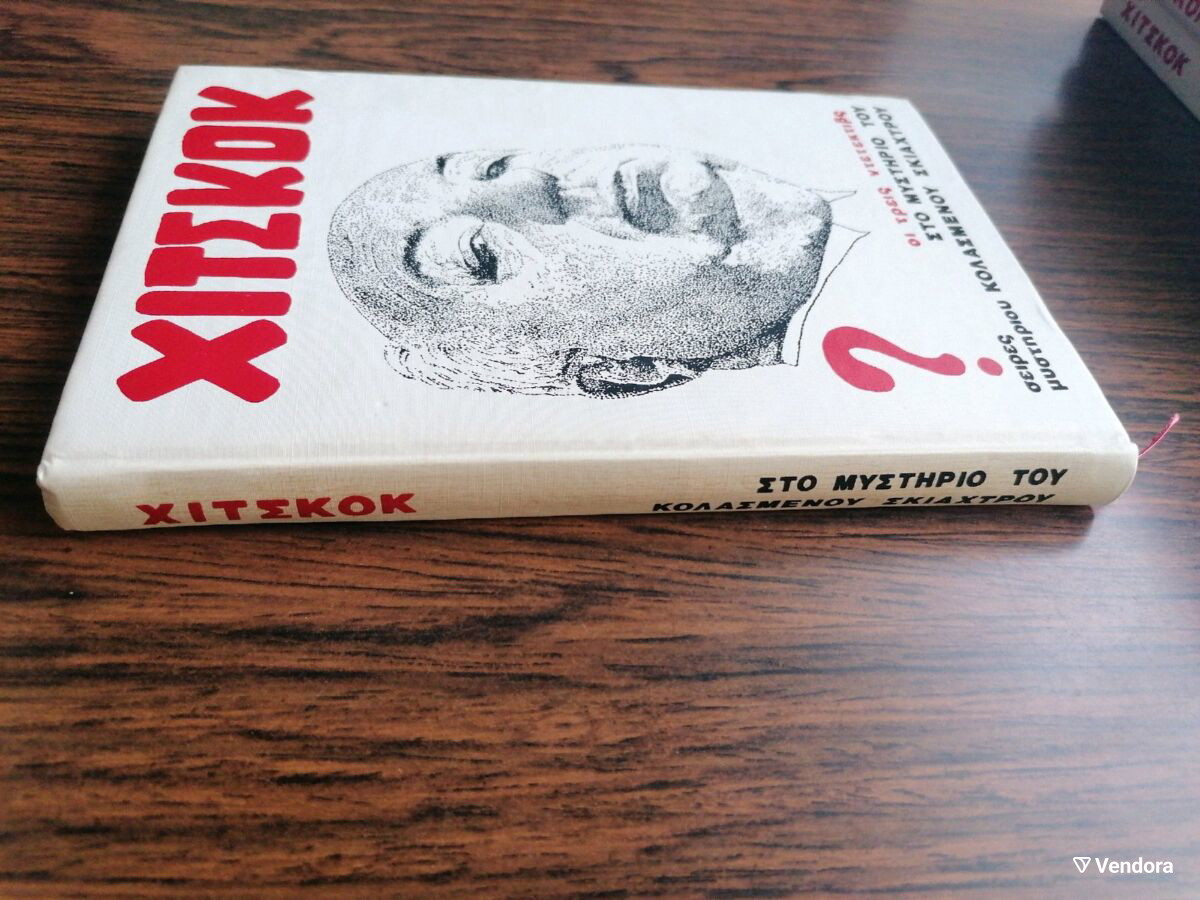 ΧΙΤΣΚΟΚ
οι τρεις ντετεκτιβς
ΣΤΟ ΜΥΣΤΗΡΙΟ ΤΟΥ
ΚΟΛΑΣΜΕΝΟΥ ΣΚΙΑΧΤΡΟΥ
?
σειρες
μυστηριου
ΧΙΤΣΚΟΚ
ΣΤΟ ΜΥΣΤΗΡΙΟ ΤΟΥ
ΚΟΛΑΣΜΕΝΟΥ ΣΚΙΑΧΤΡΟΥ
ΧΙΤΣΚΟΚ
Vendora